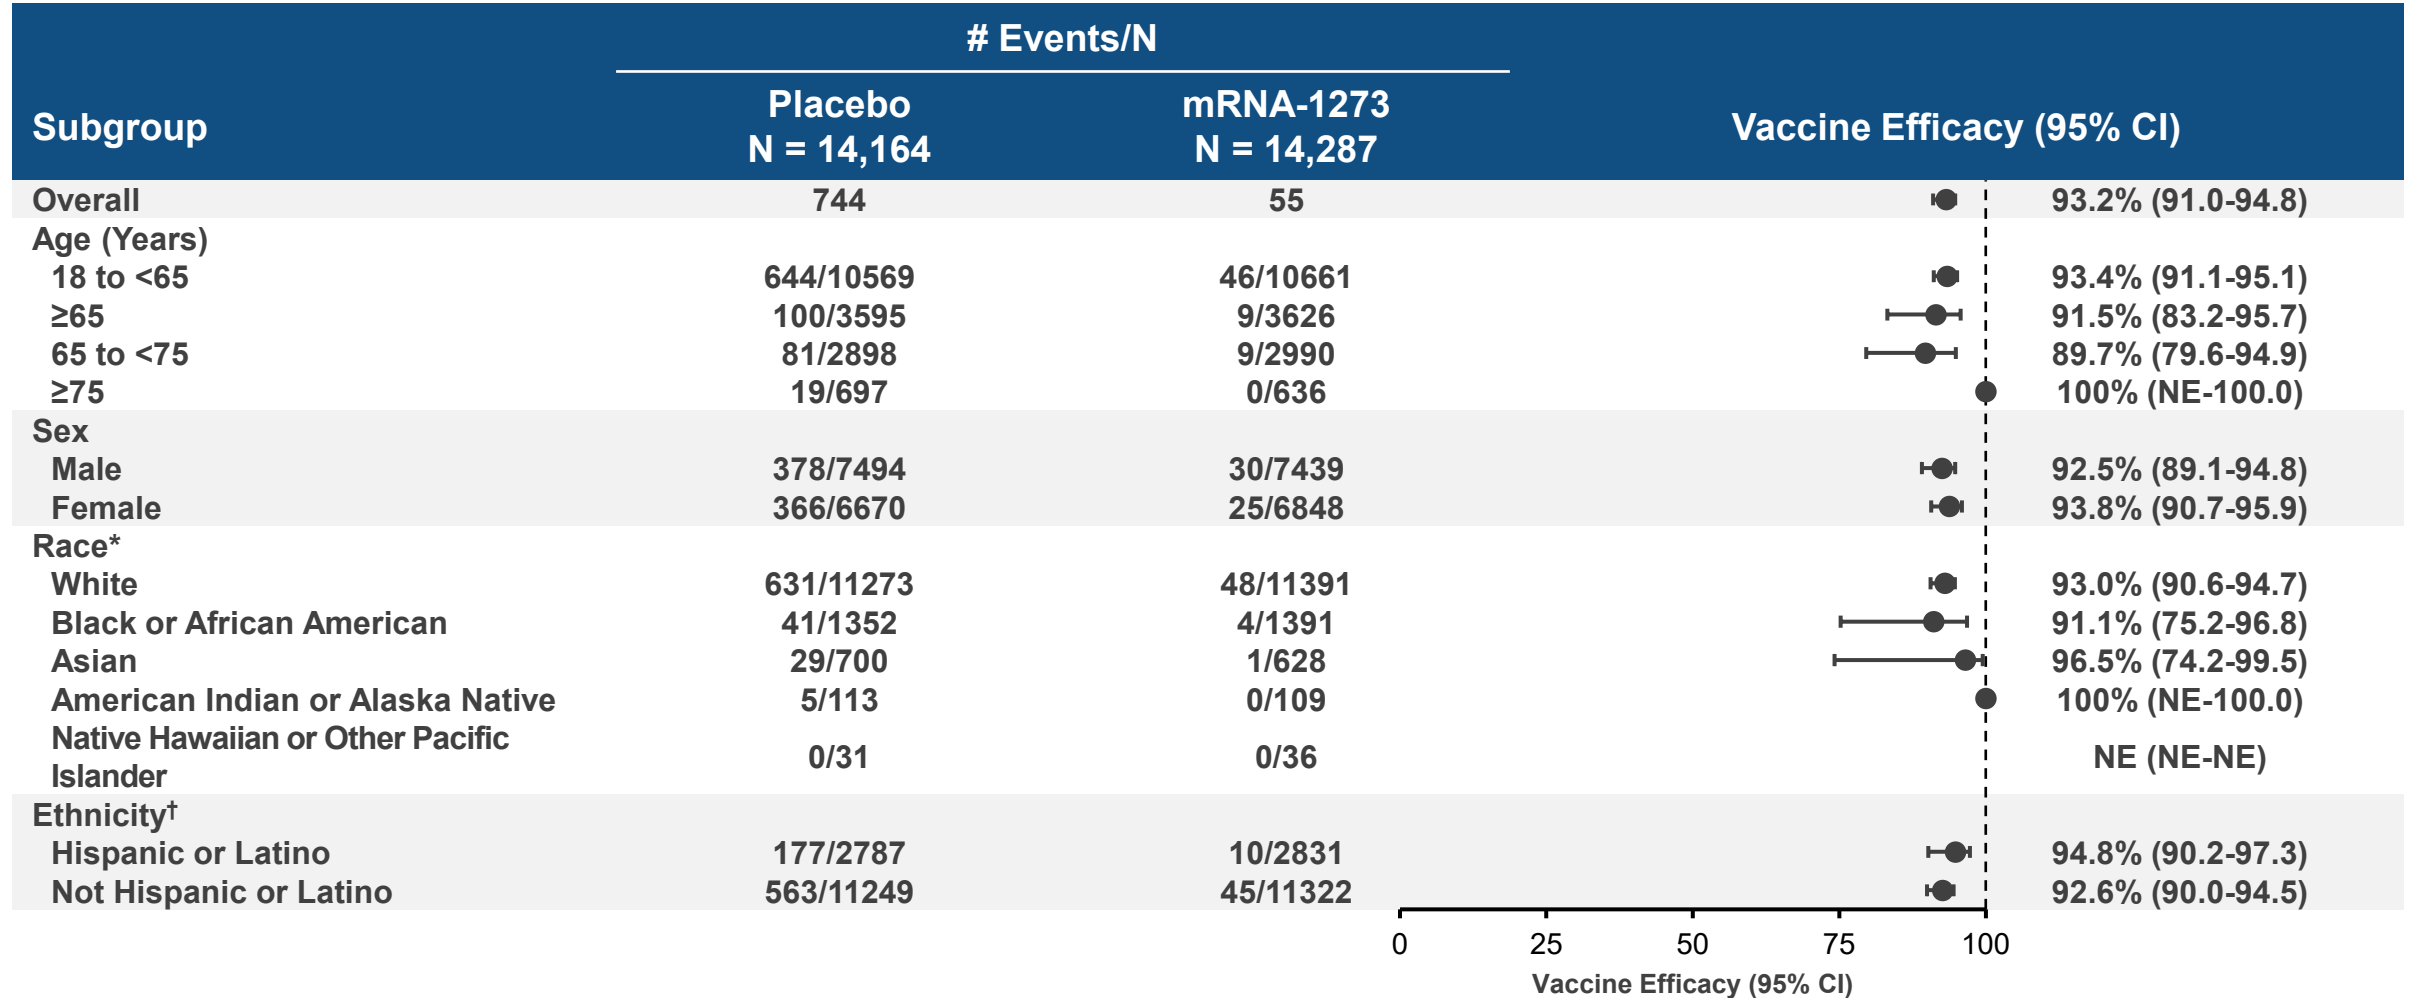 # Events/N
Subgroup Placebo N = 14,164 mRNA-1273 N = 14,287 Vaccine Efficacy (95% CI)
Overall 744 55 93.2% (91.0-94.8)
Age (Years)
18 to <65 644/10569 46/10661 93.4% (91.1-95.1)
≥65 100/3595 9/3626 91.5% (83.2-95.7)
65 to <75 81/2898 9/2990 89.7% (79.6-94.9)
≥75 19/697 0/636 100% (NE-100.0)
Sex
Male 378/7494 30/7439 92.5% (89.1-94.8)
Female 366/6670 25/6848 93.8% (90.7-95.9)
Race*
White 631/11273 48/11391 93.0% (90.6-94.7)
Black or African American 41/1352 4/1391 91.1% (75.2-96.8)
Asian 29/700 1/628 96.5% (74.2-99.5)
American Indian or Alaska Native 5/113 0/109 100% (NE-100.0)
Native Hawaiian or Other Pacific
Islander 0/31 0/36 NE (NE-NE)
Ethnicity†
Hispanic or Latino 177/2787 10/2831 94.8% (90.2-97.3)
Not Hispanic or Latino 563/11249 45/11322 92.6% (90.0-94.5)
0 25 50 75 100
Vaccine Efficacy (95% CI)